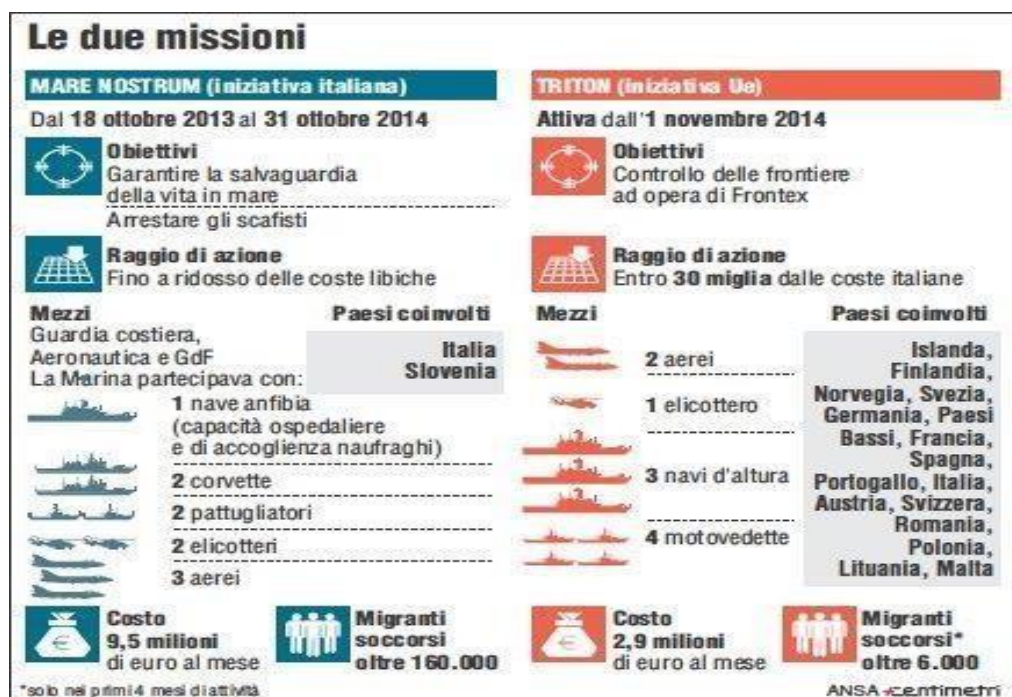 Le due missioni
MARE NOSTRUM (iniziativa italiana)
Dal 18 ottobre 2013 al 31 ottobre 2014
Obiettivi
Garantire la salvaguardia
della vita in mare
Arrestare gli scafisti
Raggio di azione
Fino a ridosso delle coste libiche
Mezzi
Guardia costiera,
Aeronautica e GdF
La Marina partecipava con:
Paesi coinvolti
Italia
Slovenia
1 nave anfibia
(capacità ospedaliere
e di accoglienza naufraghi)
2 corvette
2 pattugliatori
2 elicotteri
3 aerei
Costo
9,5 milioni
di euro al mese
Migranti
soccorsi
oltre 160.000
TRITON (iniziativa Ue)
Attiva dall'1 novembre 2014
Obiettivi
Controllo delle frontiere
ad opera di Frontex
Raggio di azione
Entro 30 miglia dalle coste italiane
Mezzi
2 aerei
1 elicottero
3 navi d'altura
4 motovedette
Paesi coinvolti
Islanda,
Finlandia,
Norvegia, Svezia,
Germania, Paesi
Bassi, Francia,
Spagna,
Portogallo, Italia,
Austria, Svizzera,
Romania,
Polonia,
Lituania, Malta
Costo
2,9 milioni
di euro al mese
Migranti
soccorsi*
oltre 6.000
*solo nei primi 4 mesi di attività
ANSA centimetri